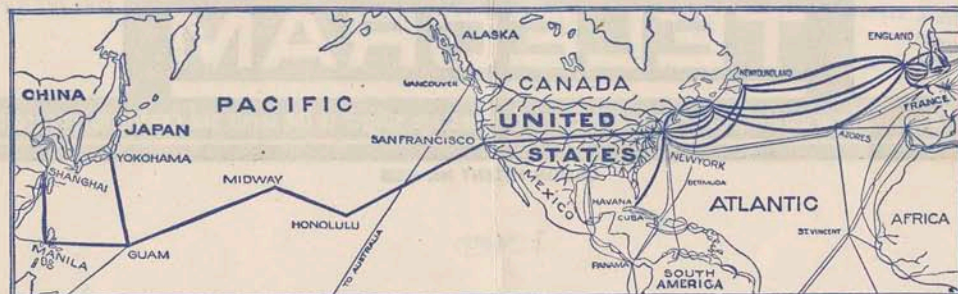 TELEGRAM
ALASKA
ENGLAND
CHINA
PACIFIC
VANCOUVER
CANADA
NEWFOUNDLAND
FRANCE
JAPAN
SAN FRANCISCO
UNITED
STATES
AZORES
YOKOHAMA
SHANGHAI
NEW YORK
MIDWAY
MEXICO
BERMUDA
HAVANA
CUBA
ATLANTIC
AFRICA
HONOLULU
ST. VINCENT
MANILA
GUAM
PANAMA
SOUTH
AMERICA
TO AUSTRALIA